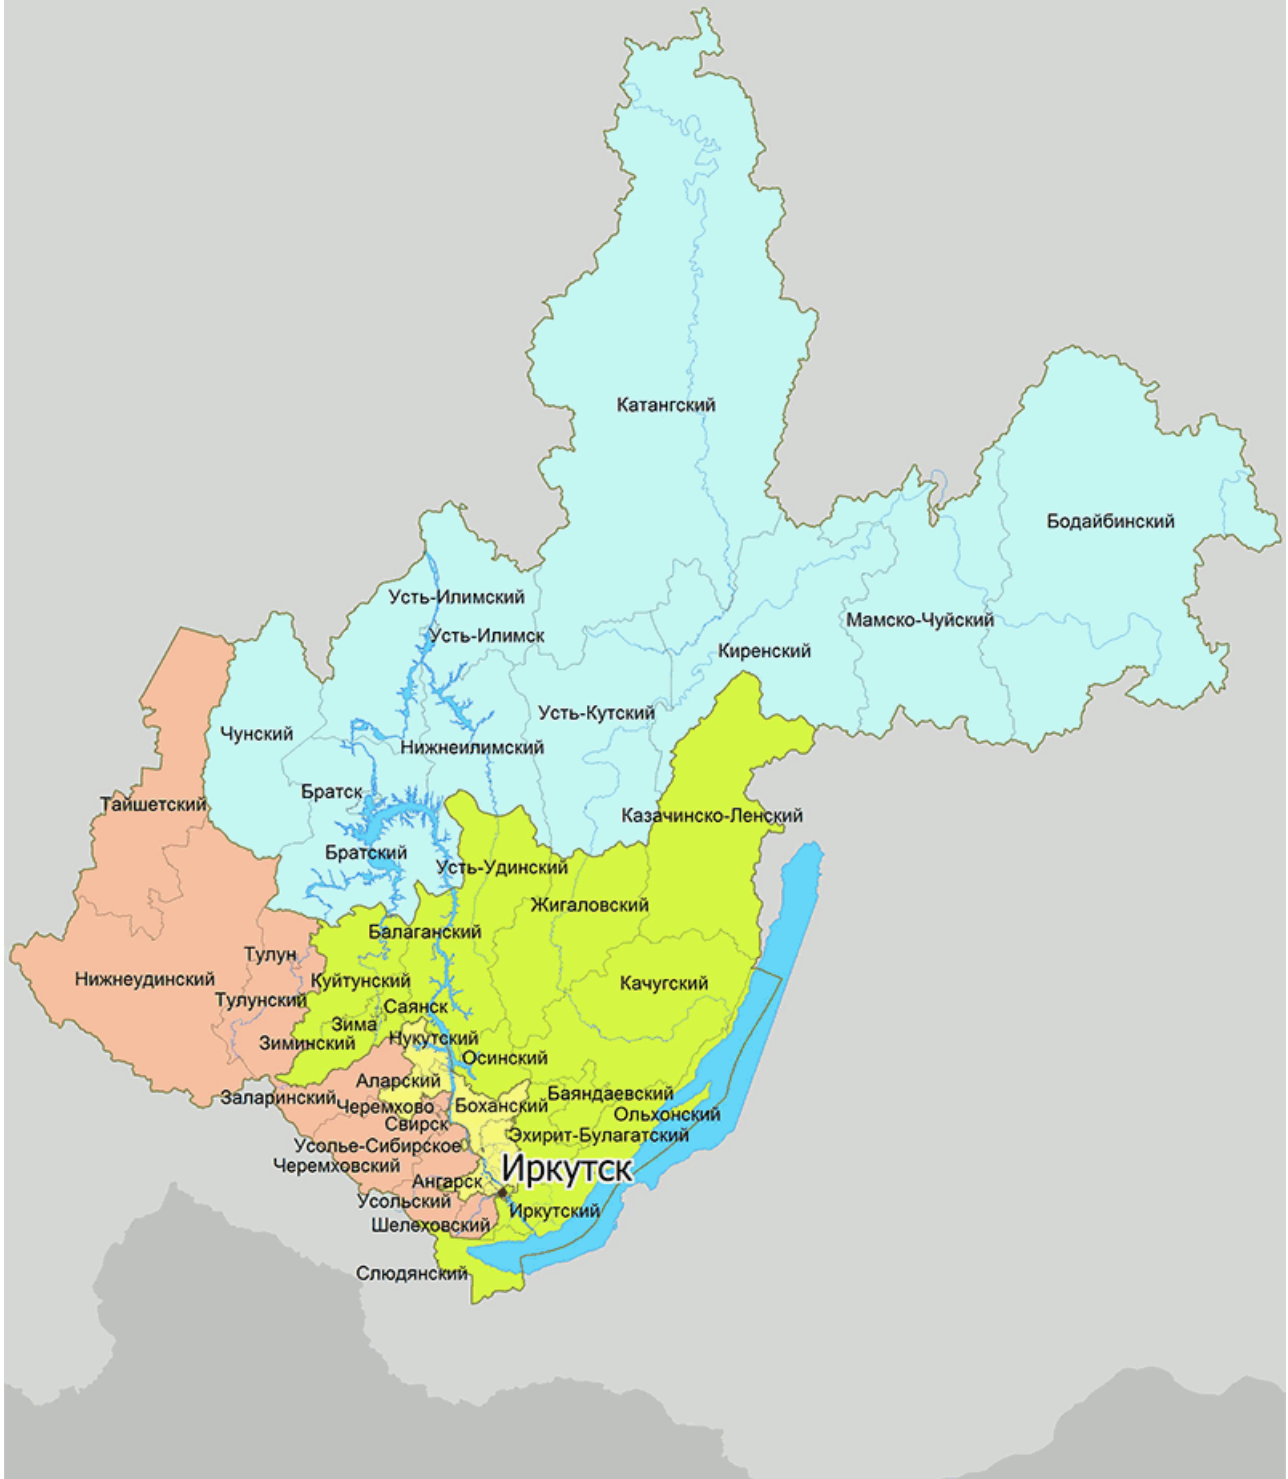 Катангский
Бодайбинский
Усть-Илимский
Мамско-Чуйский
Усть-Илимск
Киренский
Усть-Кутский
Чунский
Нижнеилимский
Братск
Тайшетский
Казачинско-Ленский
Братский
Усть-Удинский
Жигаловский
Балаганский
Тулун
Нижнеудинский
Куйтунский
Качугский
Тулунский
Саянск
Зима
Нукутский
Зиминский
Осинский
Аларский
Баяндаевский
Заларинский
Черемхово
Боханский
Ольхонский
Свирск
Эхирит-Булагатский
Усолье-Сибирское
Черемховский
Иркутск
Ангарск
Усольский
Иркутский
Шелеховский
Слюдянский